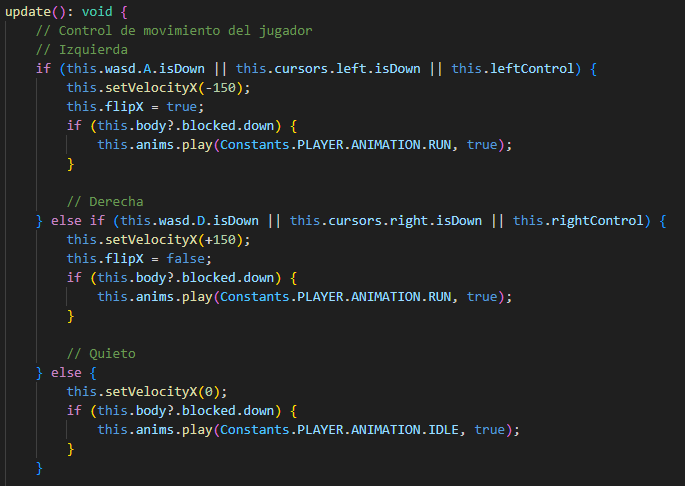 update(): void {
// Control de movimiento del jugador
// Izquierda
if (this.wasd.A.isDown || this.cursors.left.isDown || this.leftControl) {
this.setVelocityX(-150);
this.flipX = true;
if (this.body?.blocked.down) {
this.anims.play(Constants.PLAYER.ANIMATION.RUN, true);
}
// Derecha
} else if (this.wasd.D.isDown || this.cursors.right.isDown || this.rightControl) {
this.setVelocityX(+150);
this.flipX = false;
if (this.body?.blocked.down) {
this.anims.play(Constants.PLAYER.ANIMATION.RUN, true);
}
// Quieto
} else {
this.setVelocityX(0);
if (this.body?.blocked.down) {
this.anims.play(Constants.PLAYER.ANIMATION.IDLE, true);
}
}